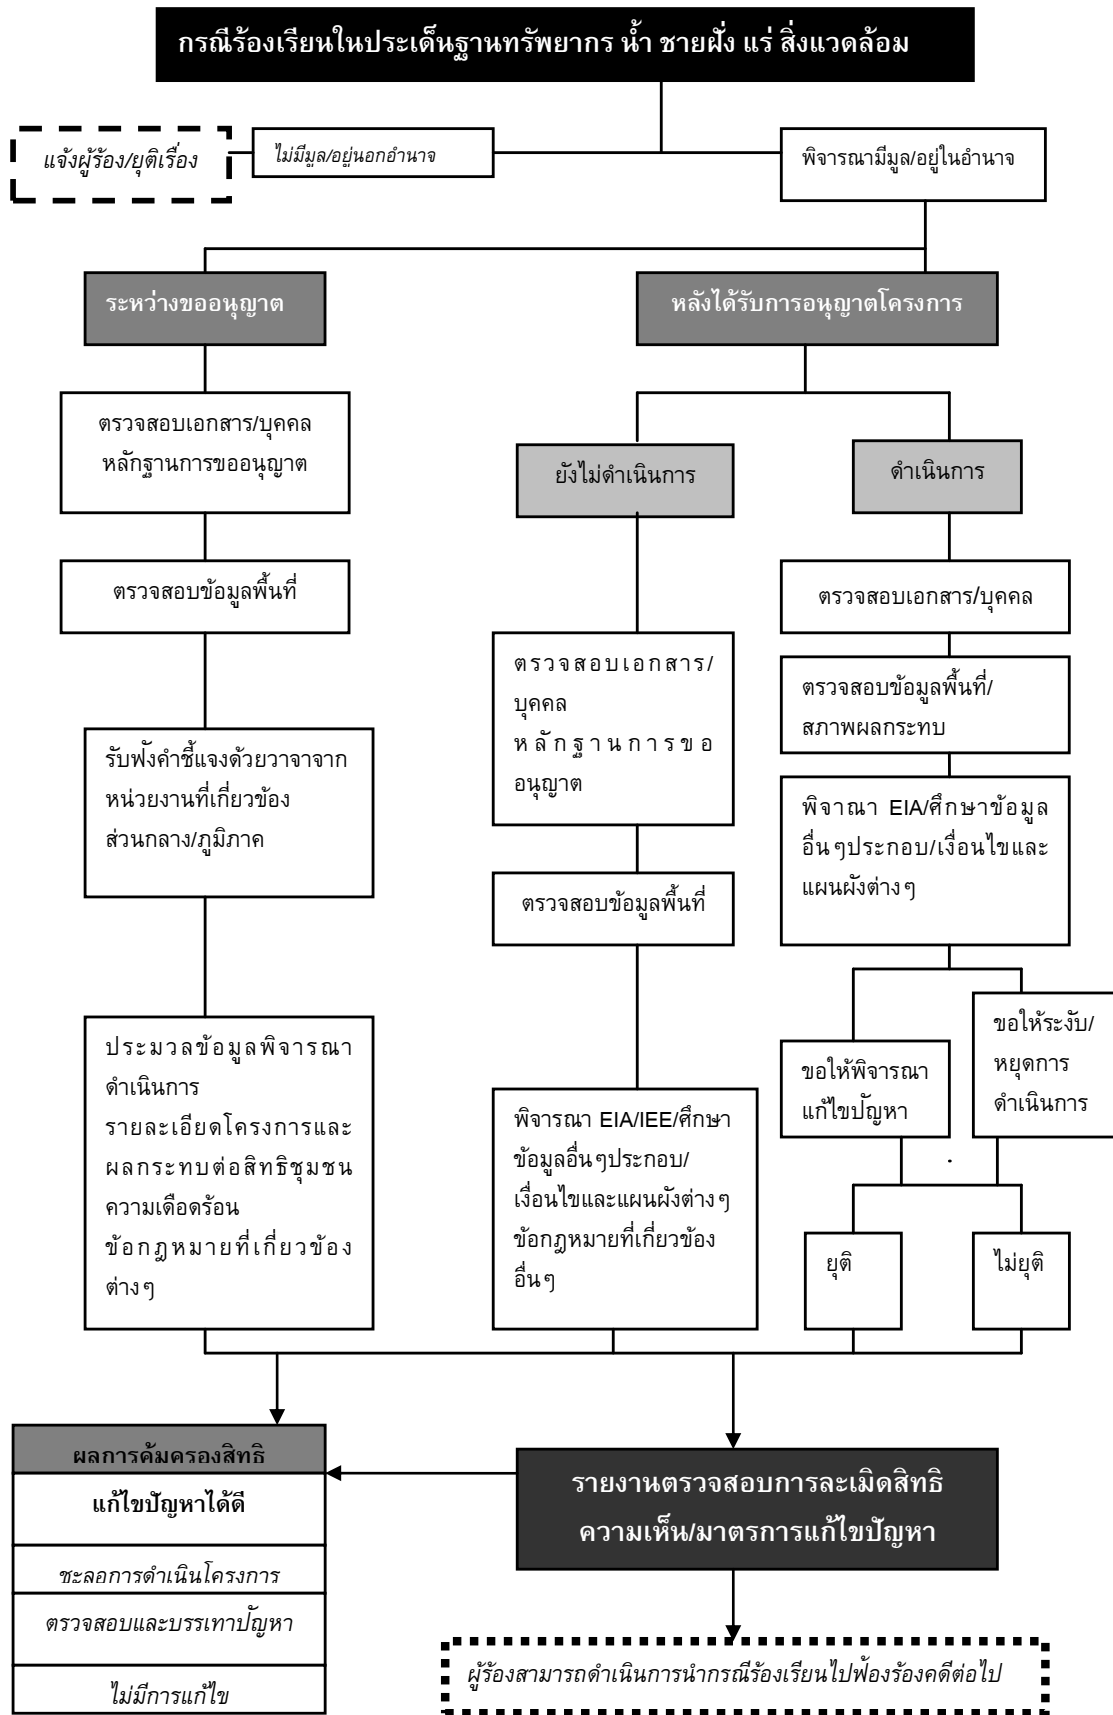 กรณีร้องเรียนในประเด็นฐานทรัพยากร น้ำ ชายฝั่ง แร่ สิ่งแวดล้อม
แจ้งผู้ร้อง/ยุติเรื่อง
ไม่มีมูล/อยู่นอกอำนาจ
พิจารณามีมูล/อยู่ในอำนาจ
ระหว่างขออนุญาต
หลังได้รับการอนุญาตโครงการ
ตรวจสอบเอกสาร/บุคคล
หลักฐานการขออนุญาต
ตรวจสอบข้อมูลพื้นที่
รับฟังคำชี้แจงด้วยวาจาจาก
หน่วยงานที่เกี่ยวข้อง
ส่วนกลาง/ภูมิภาค
ประมวลข้อมูลพิจารณา
ดำเนินการ
รายละเอียดโครงการและ
ผลกระทบต่อสิทธิชุมชน
ความเดือดร้อน
ข้อกฎหมายที่เกี่ยวข้อง
ต่างๆ
ยังไม่ดำเนินการ
ตรวจสอบเอกสาร/
บุคคล
หลักฐานการขอ
อนุญาต
ตรวจสอบข้อมูลพื้นที่
พิจารณา EIA/IEE/ศึกษา
ข้อมูลอื่นๆประกอบ/
เงื่อนไขและแผนผังต่างๆ
ข้อกฎหมายที่เกี่ยวข้อง
อื่นๆ
ดำเนินการ
ตรวจสอบเอกสาร/บุคคล
ตรวจสอบข้อมูลพื้นที่/
สภาพผลกระทบ
พิจาณา EIA/ศึกษาข้อมูล
อื่นๆประกอบ/เงื่อนไขและ
แผนผังต่างๆ
ขอให้พิจารณา
แก้ไขปัญหา
ขอให้ระงับ/
หยุดการ
ดำเนินการ
.
ยุติ
ไม่ยุติ
ผลการค้มครองสิทธิ
แก้ไขปัญหาได้ดี
ชะลอการดำเนินโครงการ
ตรวจสอบและบรรเทาปัญหา
ไม่มีการแก้ไข
รายงานตรวจสอบการละเมิดสิทธิ
ความเห็น/มาตรการแก้ไขปัญหา
ผู้ร้องสามารถดำเนินการนำกรณีร้องเรียนไปฟ้องร้องคดีต่อไป